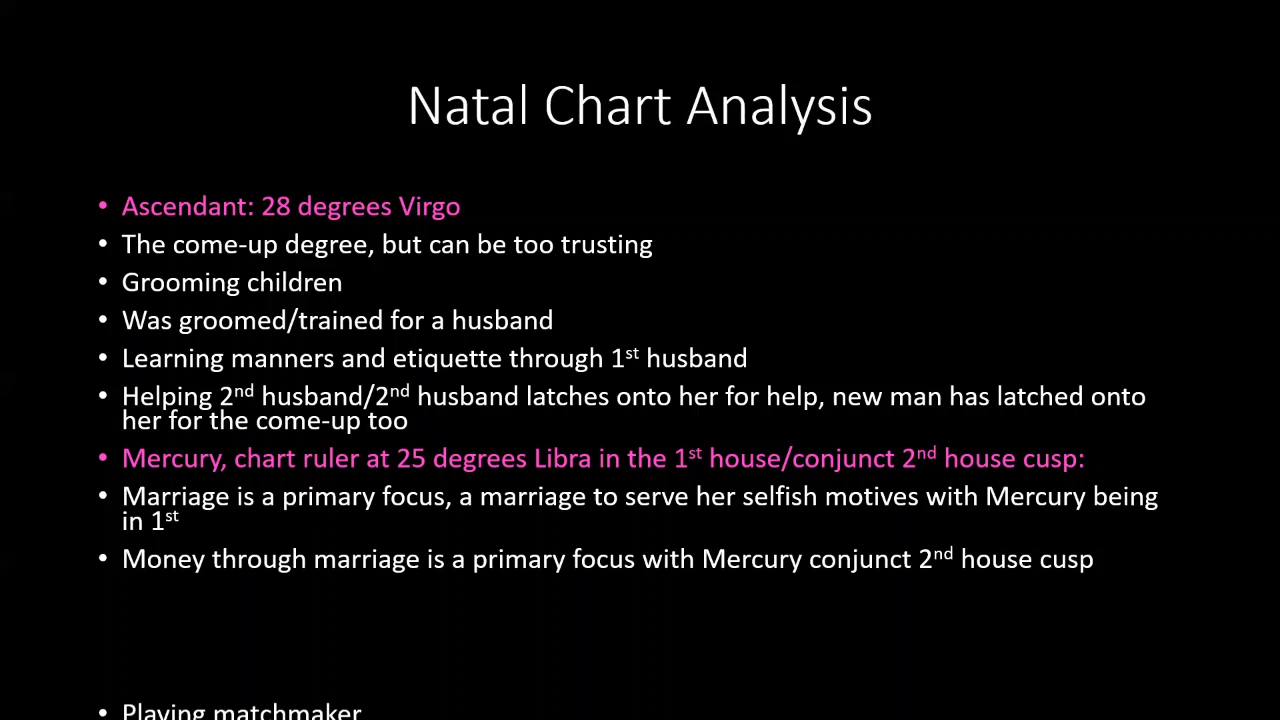 Natal Chart Analysis
• Ascendant: 28 degrees Virgo
• The come-up degree, but can be too trusting
• Grooming children
• Was groomed/trained for a husband
• Learning manners and etiquette through 1st husband
• Helping 2nd husband/2nd husband latches onto her for help, new man has latched onto
her for the come-up too
• Mercury, chart ruler at 25 degrees Libra in the 1st house/conjunct 2nd house cusp:
• Marriage is a primary focus, a marriage to serve her selfish motives with Mercury being
in 1st
• Money through marriage is a primary focus with Mercury conjunct 2nd house cusp
• Playing matchmaker